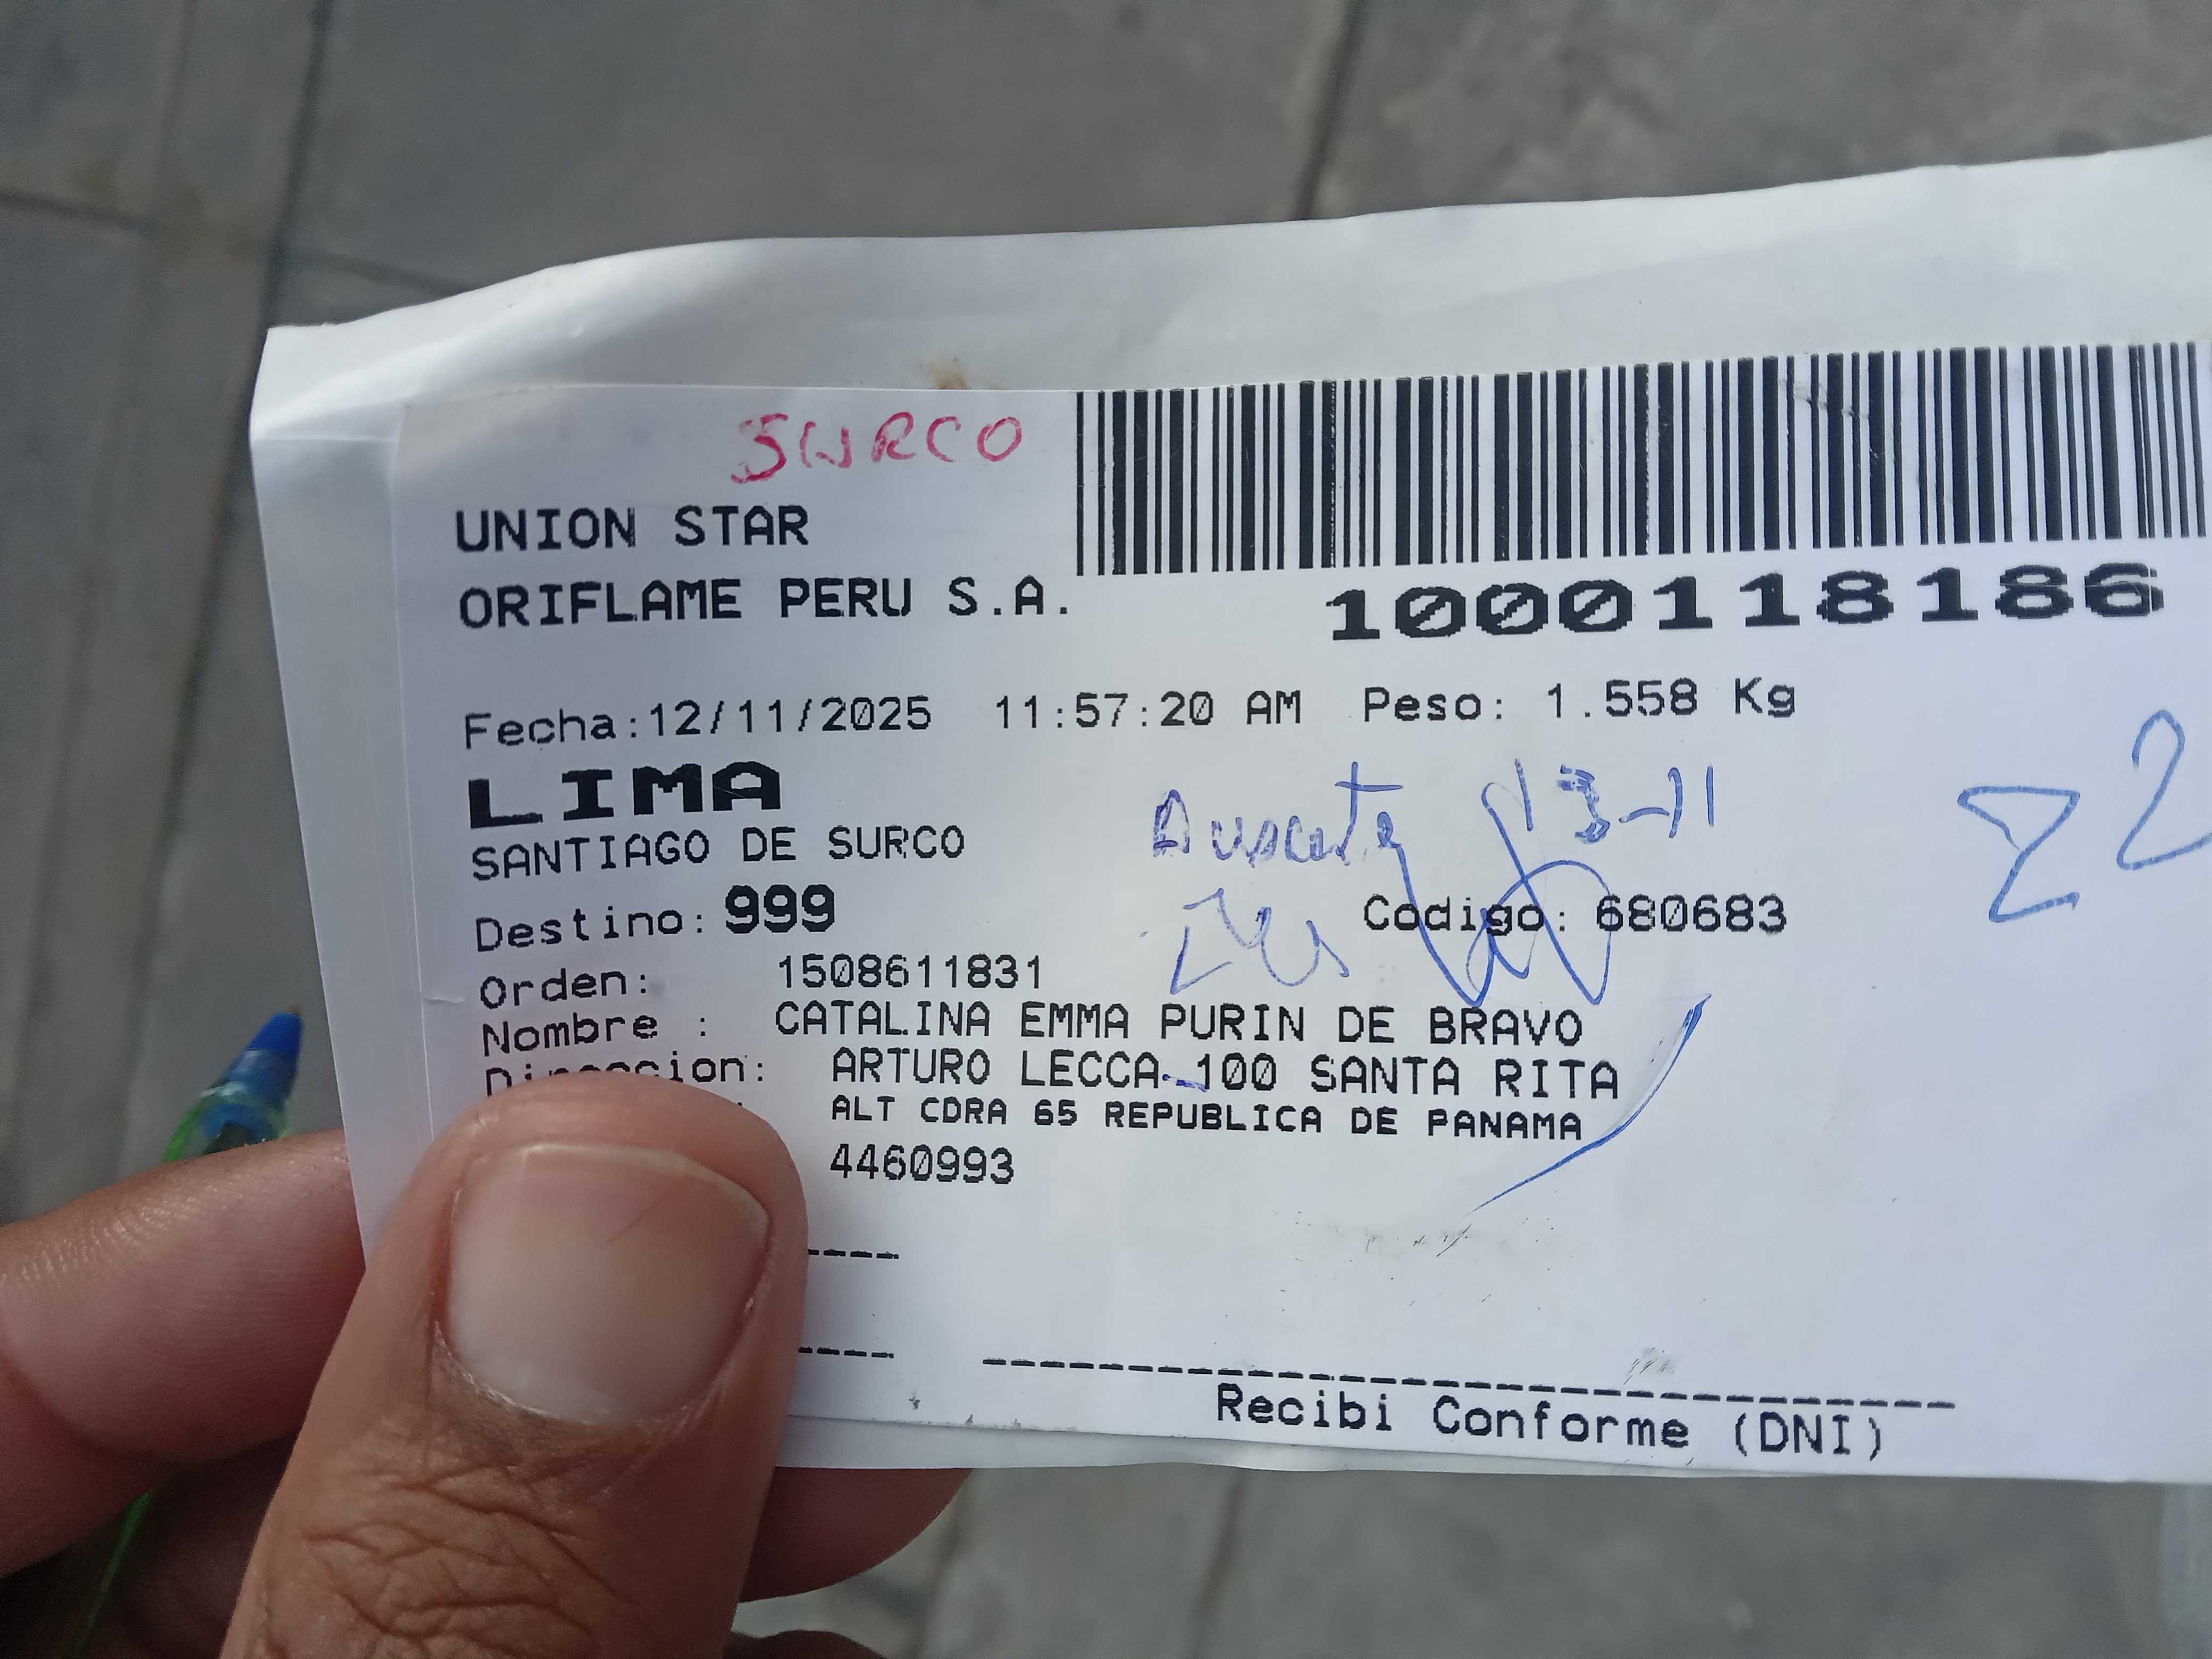 SURCO
UNION STAR
ORIFLAME PERU S.A.
1000118186
Fecha:12/11/2025 11:57:20 AM Peso: 1.558 Kg
LIMA
Ausente 13-11
SANTIAGO DE SURCO
Destino: 999
Codigo: 680683
Orden: 1508611831
Nombre : CATALINA EMMA PURIN DE BRAVO
Direccion: ARTURO LECCA 100 SANTA RITA
ALT CDRA 65 REPUBLICA DE PANAMA
4460993
Recibi Conforme (DNI)